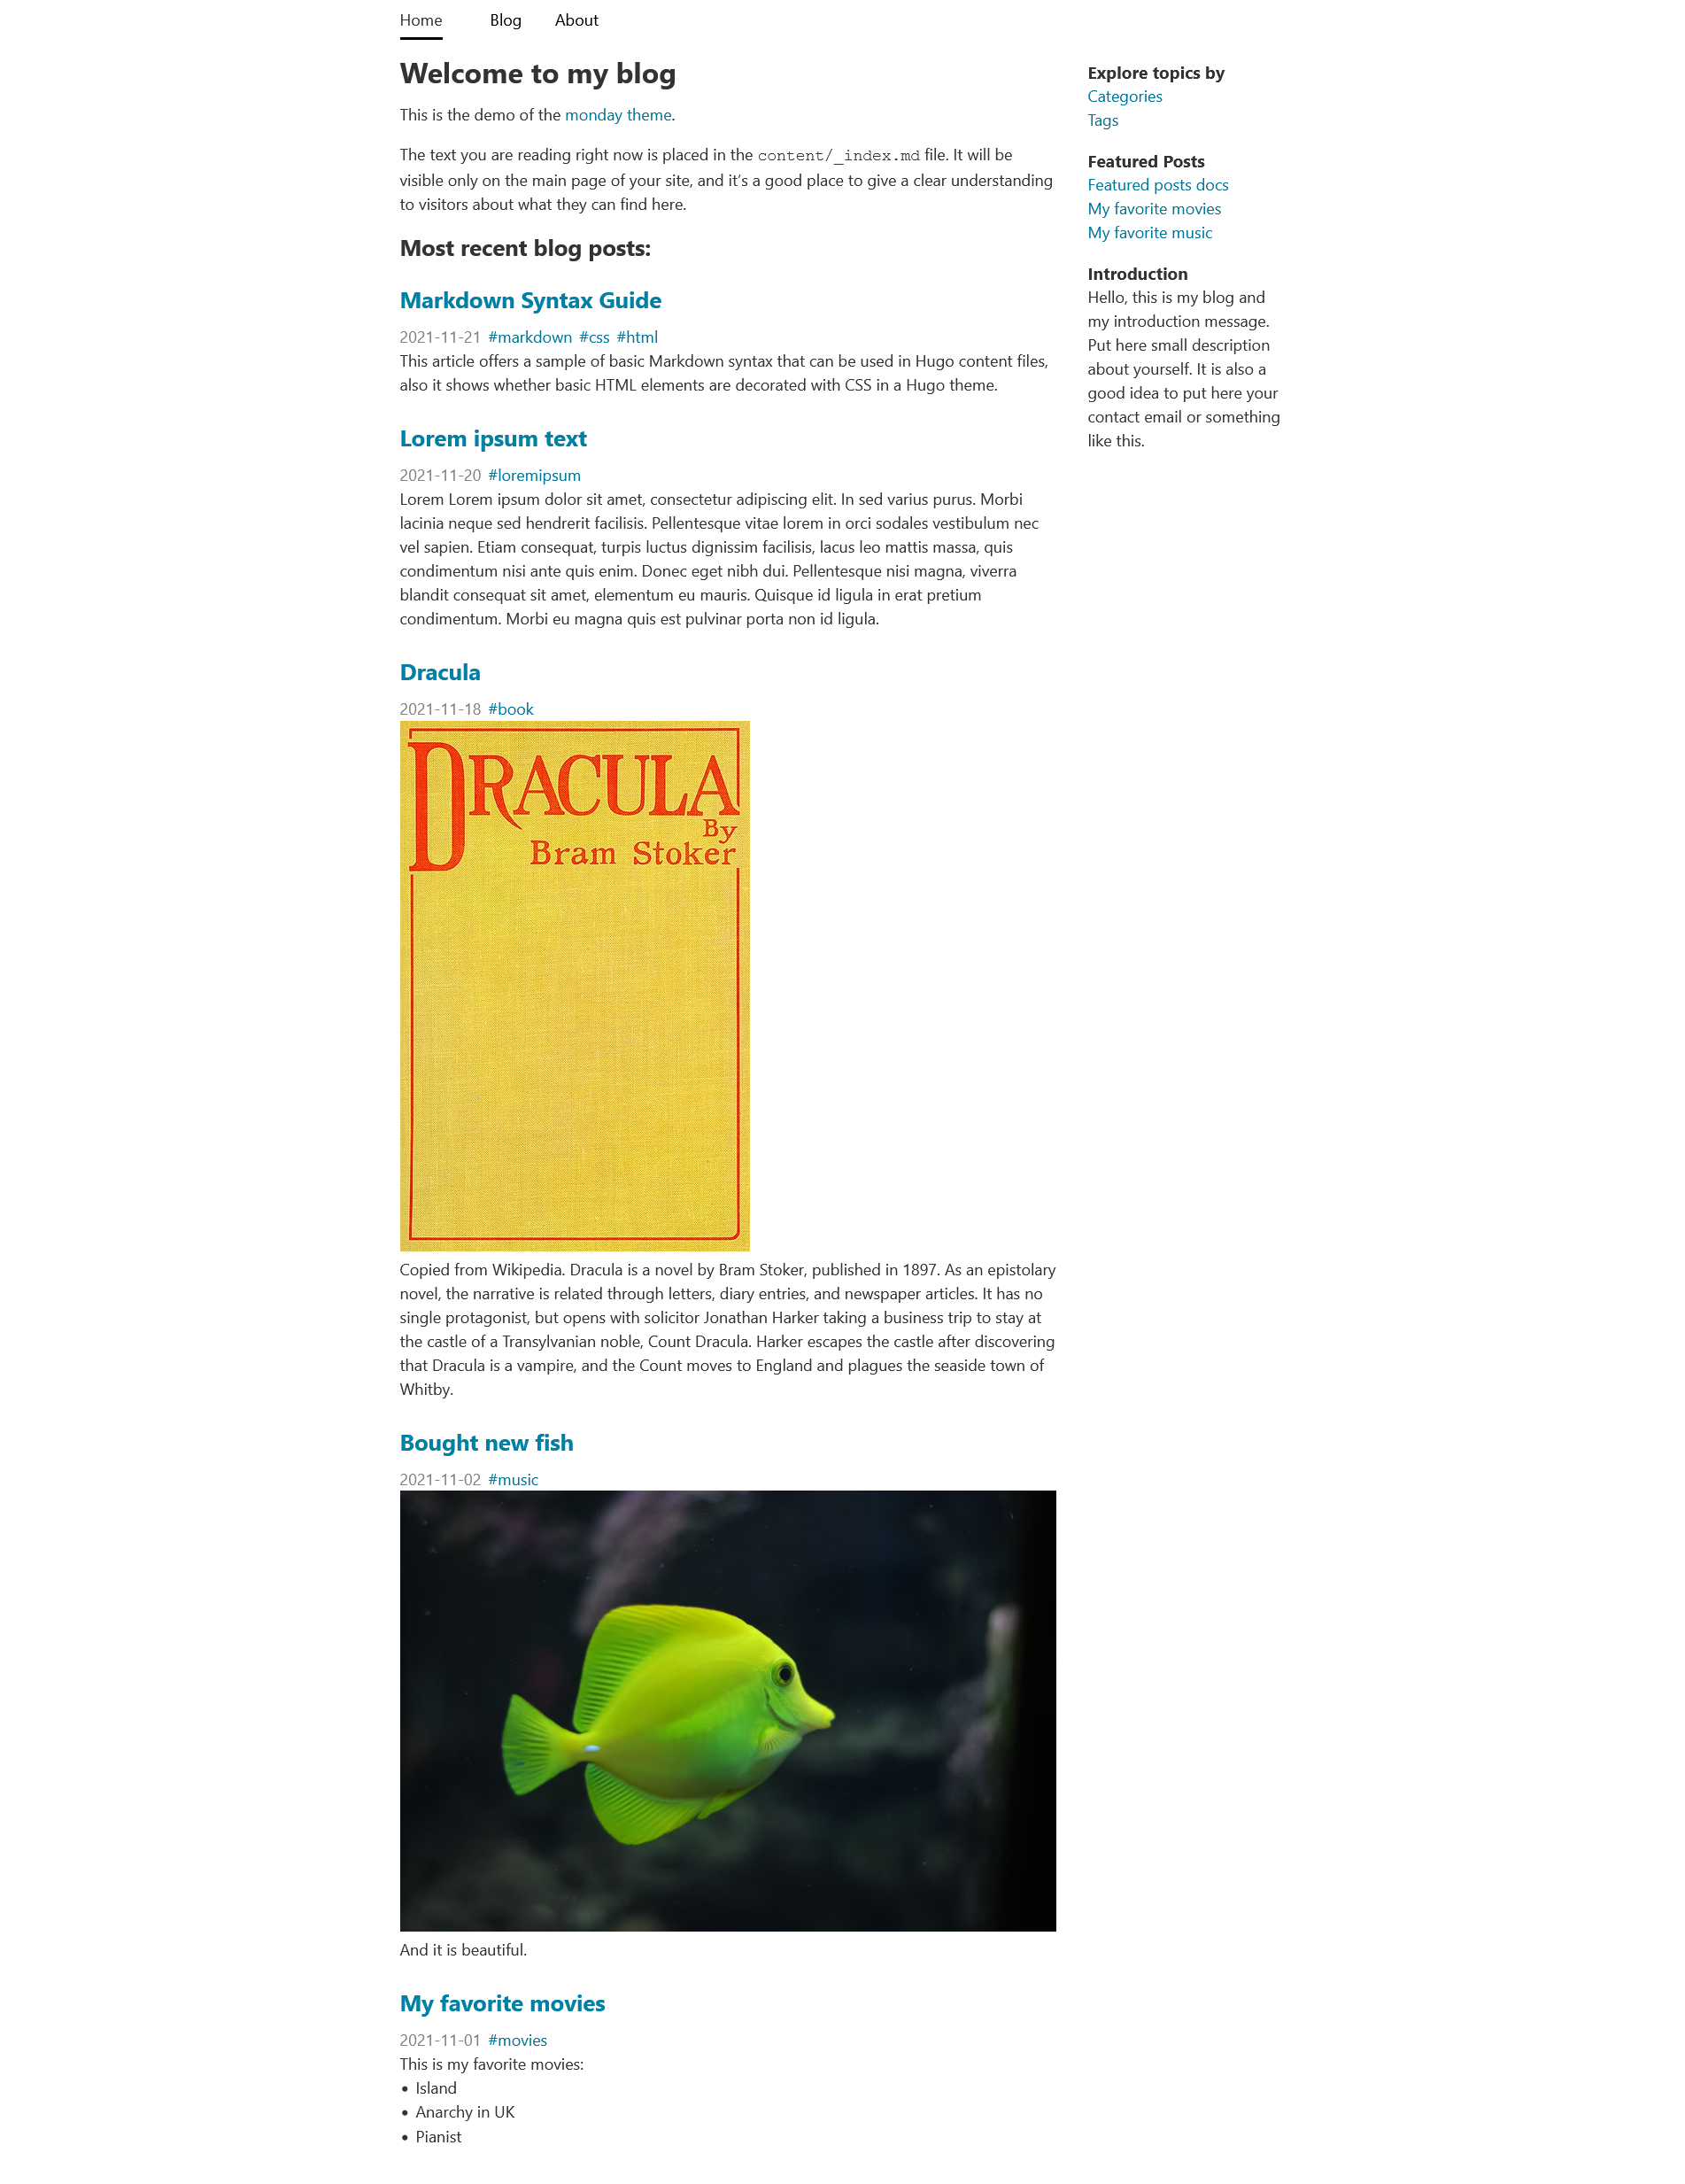 Home Blog About
Welcome to my blog
This is the demo of the monday theme.
The text you are reading right now is placed in the content/_index.md file. It will be
visible only on the main page of your site, and it's a good place to give a clear understanding
to visitors about what they can find here.
Most recent blog posts:
Markdown Syntax Guide
2021-11-21 #markdown #css #html
This article offers a sample of basic Markdown syntax that can be used in Hugo content files,
also it shows whether basic HTML elements are decorated with CSS in a Hugo theme.
Lorem ipsum text
2021-11-20 #loremipsum
Lorem Lorem ipsum dolor sit amet, consectetur adipiscing elit. In sed varius purus. Morbi
lacinia neque sed hendrerit facilisis. Pellentesque vitae lorem in orci sodales vestibulum nec
vel sapien. Etiam consequat, turpis luctus dignissim facilisis, lacus leo mattis massa, quis
condimentum nisi ante quis enim. Donec eget nibh dui. Pellentesque nisi magna, viverra
blandit consequat sit amet, elementum eu mauris. Quisque id ligula in erat pretium
condimentum. Morbi eu magna quis est pulvinar porta non id ligula.
Dracula
2021-11-18 #book
DRACULA
By
Bram Stoker
Copied from Wikipedia. Dracula is a novel by Bram Stoker, published in 1897. As an epistolary
novel, the narrative is related through letters, diary entries, and newspaper articles. It has no
single protagonist, but opens with solicitor Jonathan Harker taking a business trip to stay at
the castle of a Transylvanian noble, Count Dracula. Harker escapes the castle after discovering
that Dracula is a vampire, and the Count moves to England and plagues the seaside town of
Whitby.
Bought new fish
2021-11-02 #music
And it is beautiful.
My favorite movies
2021-11-01 #movies
This is my favorite movies:
• Island
• Anarchy in UK
• Pianist
Explore topics by
Categories
Tags
Featured Posts
Featured posts docs
My favorite movies
My favorite music
Introduction
Hello, this is my blog and
my introduction message.
Put here small description
about yourself. It is also a
good idea to put here your
contact email or something
like this.